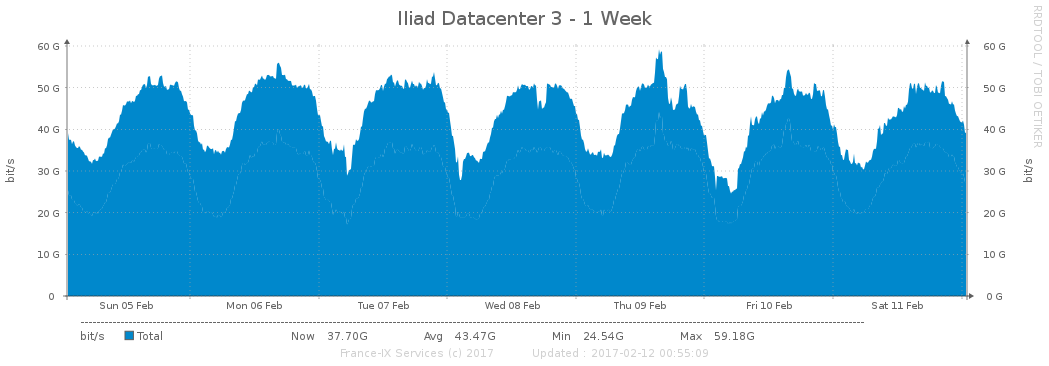 Iliad Datacenter 3 - 1 Week
RRDTOOL / TOBI OETIKER
60 G 60 G
50 G 50 G
40 G 40 G
30 G 30 G
20 G 20 G
10 G 10 G
0 0 G
bit/s bit/s
Sun 05 Feb Mon 06 Feb Tue 07 Feb Wed 08 Feb Thu 09 Feb Fri 10 Feb Sat 11 Feb
bit/s Total Now 37.70G Avg 43.47G Min 24.54G Max 59.18G
France-IX Services (c) 2017 Updated : 2017-02-12 00:55:09